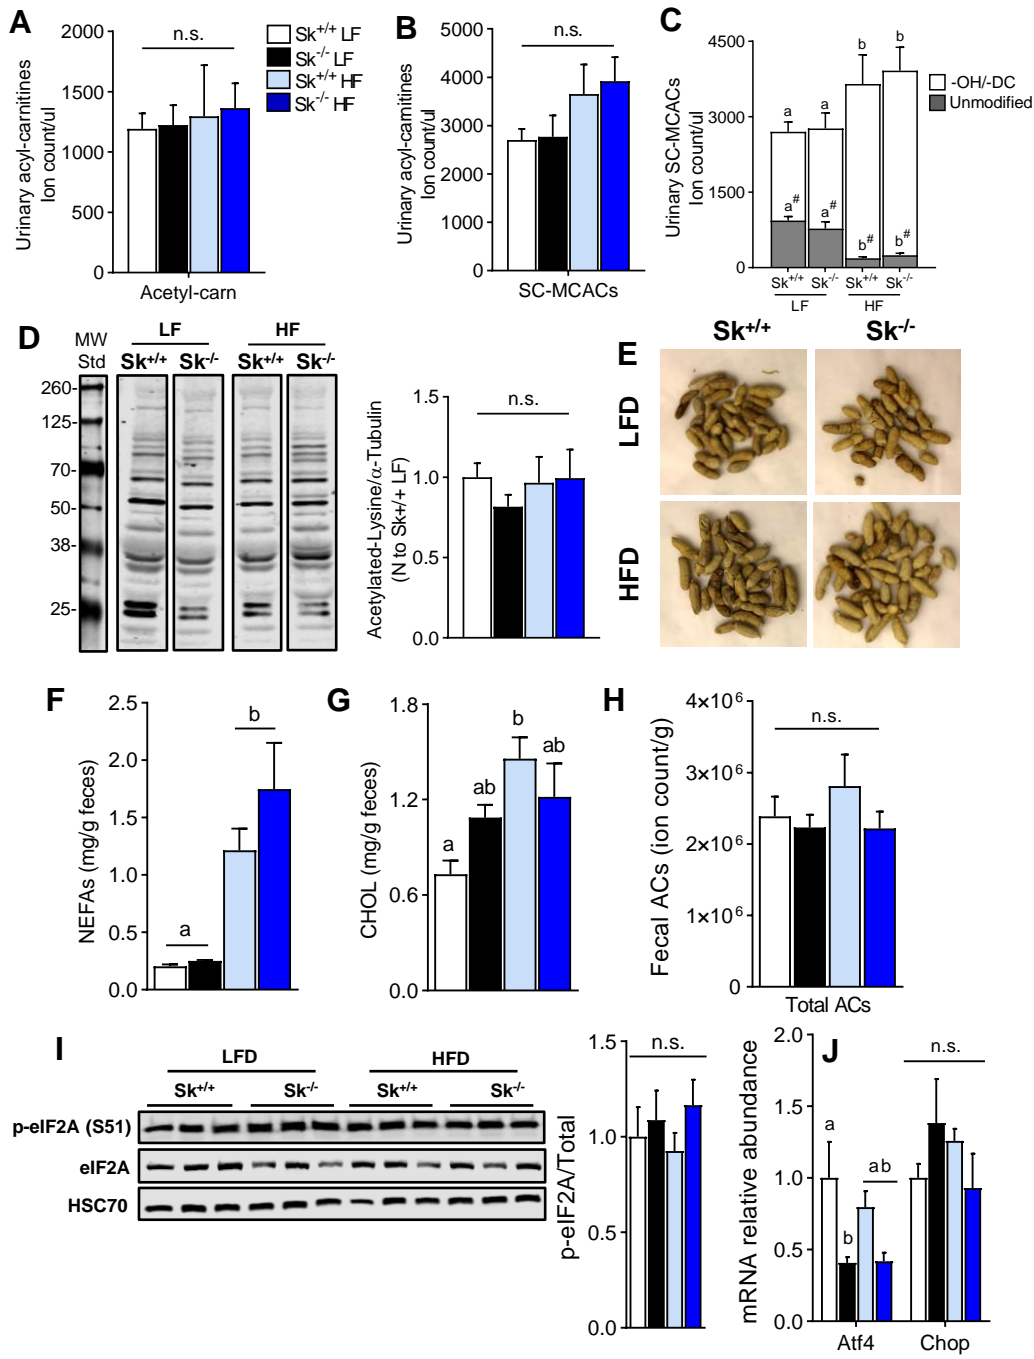 A
Urinary acyl-carnitines
Ion count/ul
2000
1500
1000
500
0
n.s.
Acetyl-carn
Sk+/+ LF
Sk-/- LF
Sk+/+ HF
Sk-/- HF
B
Urinary acyl-carnitines
Ion count/ul
5000
4000
3000
2000
1000
0
n.s.
SC-MCACs
C
Urinary SC-MCACs
Ion count/ul
4500
3000
1500
0
a
a
b
b
a#
a#
b#
b#
-OH/-DC
Unmodified
Sk+/+
Sk-/-
Sk+/+
Sk-/-
LF
HF
D
MW
Std
LF
HF
Sk+/+
Sk-/-
Sk+/+
Sk-/-
260-
125-
70-
50-
38-
25-
Acetylated-Lysine/α-Tubulin
(N to Sk+/+ LF)
1.5
1.0
0.5
0.0
n.s.
E
Sk+/+
Sk-/-
LFD
HFD
F
NEFAs (mg/g feces)
2.5
2.0
1.5
1.0
0.5
0.0
a
b
G
CHOL (mg/g feces)
1.8
1.2
0.6
0.0
a
ab
b
ab
H
Fecal ACs (ion count/g)
4×10⁶
3×10⁶
2×10⁶
1×10⁶
0
n.s.
Total ACs
I
LFD
HFD
Sk+/+
Sk-/-
Sk+/+
Sk-/-
p-eIF2A (S51)
eIF2A
HSC70
p-eIF2A/Total
1.5
1.0
0.5
0.0
n.s.
J
mRNA relative abundance
2.0
1.5
1.0
0.5
0.0
a
b
ab
n.s.
Atf4
Chop